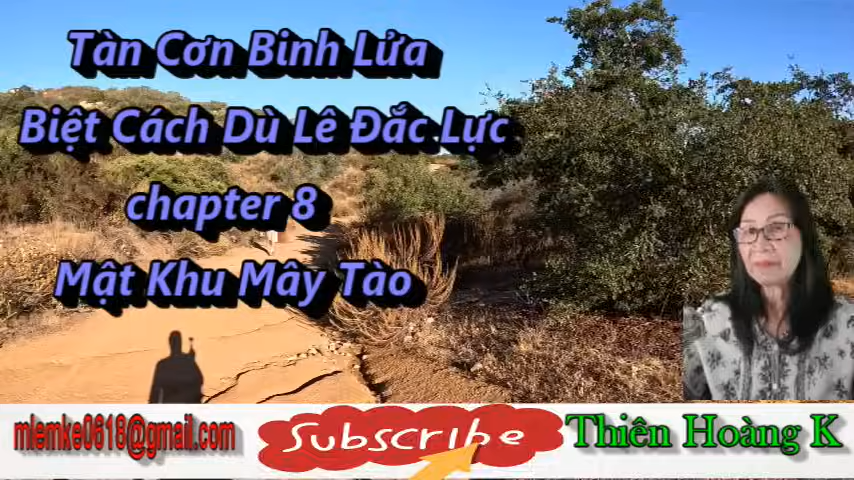 Tàn Cơn Binh Lửa
Biệt Cách Dù Lê Đắc Lực
chapter 8
Mật Khu Mây Tào
mlemke0618@gmail.com
Subscribe
Thiên Hoàng K